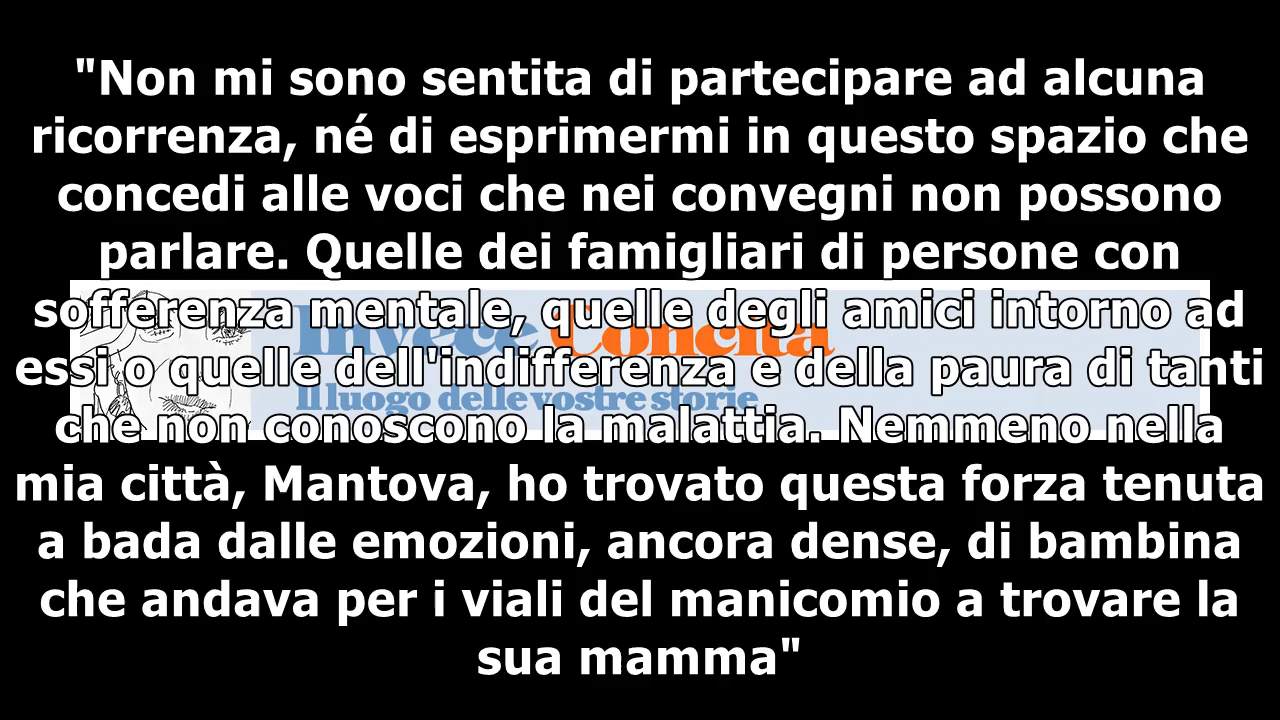 "Non mi sono sentita di partecipare ad alcuna
ricorrenza, né di esprimermi in questo spazio che
concedi alle voci che nei convegni non possono
parlare. Quelle dei famigliari di persone con
sofferenza mentale, quelle degli amici intorno ad
Invece Concita
essi o quelle dell'indifferenza e della paura di tanti
Il luogo delle vostre storie
che non conoscono la malattia. Nemmeno nella
mia città, Mantova, ho trovato questa forza tenuta
a bada dalle emozioni, ancora dense, di bambina
che andava per i viali del manicomio a trovare la
sua mamma"